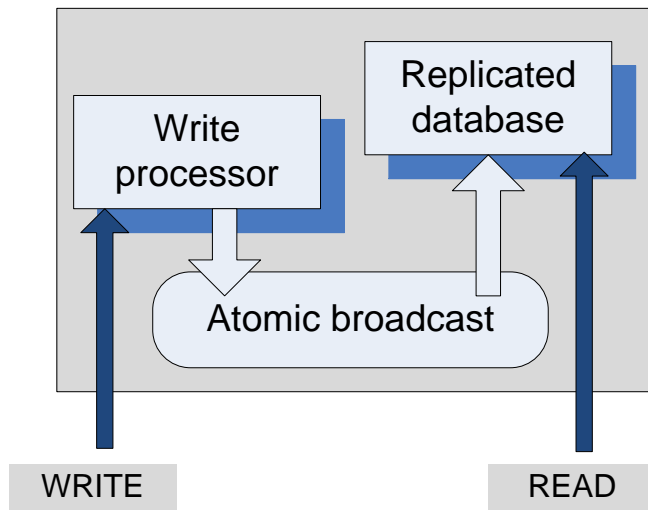 Replicated
database
Write
processor
Atomic broadcast
WRITE
READ